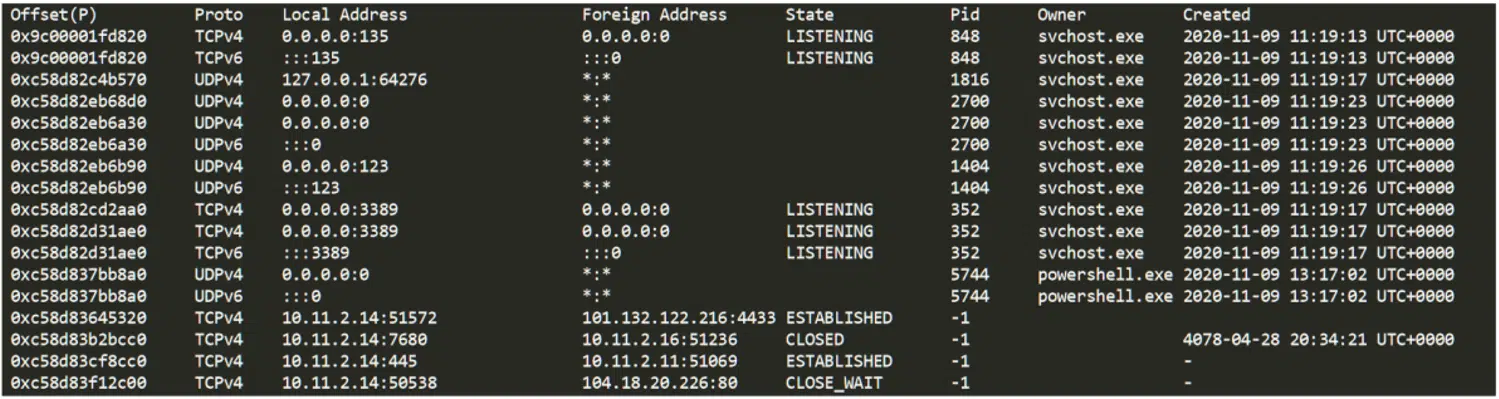 Offset(P) Proto Local Address Foreign Address State Pid Owner Created
0x9c00001fd820 TCPv4 0.0.0.0:135 0.0.0.0:0 LISTENING 848 svchost.exe 2020-11-09 11:19:13 UTC+0000
0x9c00001fd820 TCPv6 :::135 :::0 LISTENING 848 svchost.exe 2020-11-09 11:19:13 UTC+0000
0xc58d82c4b570 UDPv4 127.0.0.1:64276 *:* 1816 svchost.exe 2020-11-09 11:19:17 UTC+0000
0xc58d82eb68d0 UDPv4 0.0.0.0:0 *:* 2700 svchost.exe 2020-11-09 11:19:23 UTC+0000
0xc58d82eb6a30 UDPv4 0.0.0.0:0 *:* 2700 svchost.exe 2020-11-09 11:19:23 UTC+0000
0xc58d82eb6a30 UDPv6 :::0 *:* 2700 svchost.exe 2020-11-09 11:19:23 UTC+0000
0xc58d82eb6b90 UDPv4 0.0.0.0:123 *:* 1404 svchost.exe 2020-11-09 11:19:26 UTC+0000
0xc58d82eb6b90 UDPv6 :::123 *:* 1404 svchost.exe 2020-11-09 11:19:26 UTC+0000
0xc58d82cd2aa0 TCPv4 0.0.0.0:3389 0.0.0.0:0 LISTENING 352 svchost.exe 2020-11-09 11:19:17 UTC+0000
0xc58d82d31ae0 TCPv4 0.0.0.0:3389 0.0.0.0:0 LISTENING 352 svchost.exe 2020-11-09 11:19:17 UTC+0000
0xc58d82d31ae0 TCPv6 :::3389 :::0 LISTENING 352 svchost.exe 2020-11-09 11:19:17 UTC+0000
0xc58d837bb8a0 UDPv4 0.0.0.0:0 *:* 5744 powershell.exe 2020-11-09 13:17:02 UTC+0000
0xc58d837bb8a0 UDPv6 :::0 *:* 5744 powershell.exe 2020-11-09 13:17:02 UTC+0000
0xc58d83645320 TCPv4 10.11.2.14:51572 101.132.122.216:4433 ESTABLISHED -1
0xc58d83b2bcc0 TCPv4 10.11.2.14:7680 10.11.2.16:51236 CLOSED -1 4078-04-28 20:34:21 UTC+0000
0xc58d83cf8cc0 TCPv4 10.11.2.14:445 10.11.2.11:51069 ESTABLISHED -1 -
0xc58d83f12c00 TCPv4 10.11.2.14:50538 104.18.20.226:80 CLOSE_WAIT -1 -